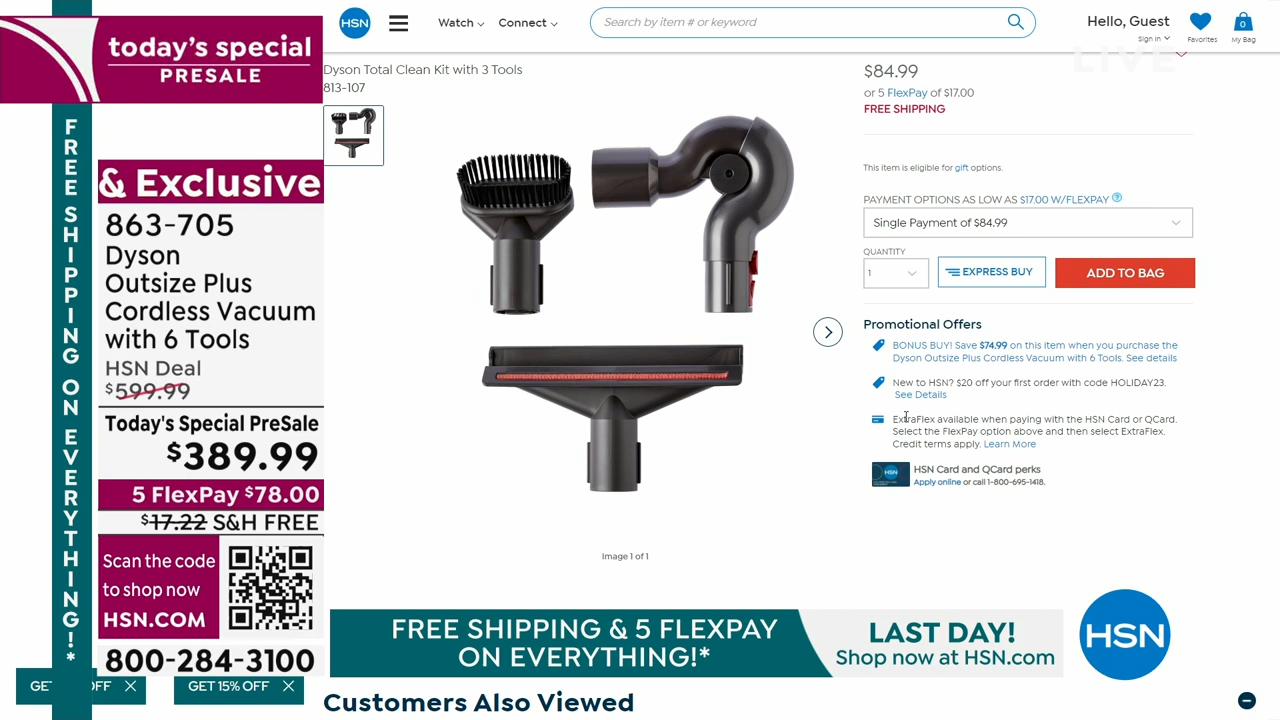 today's special
PRESALE
FREE SHIPPING ON EVERYTHING!*
& Exclusive
863-705
Dyson
Outsize Plus
Cordless Vacuum
with 6 Tools
HSN Deal
$599.99
Today's Special PreSale
$389.99
5 FlexPay $78.00
$17.22 S&H FREE
Scan the code
to shop now
HSN.COM
800-284-3100
GET OFF
GET 15% OFF
HSN
Watch
Connect
Search by item # or keyword
Hello, Guest
Sign in
Favorites
0
My Bag
LIVE
Dyson Total Clean Kit with 3 Tools
813-107
Image 1 of 1
$84.99
or 5 FlexPay of $17.00
FREE SHIPPING
This item is eligible for gift options.
PAYMENT OPTIONS AS LOW AS $17.00 W/FLEXPAY ?
Single Payment of $84.99
QUANTITY
1
EXPRESS BUY
ADD TO BAG
Promotional Offers
BONUS BUY! Save $74.99 on this item when you purchase the
Dyson Outsize Plus Cordless Vacuum with 6 Tools. See details
New to HSN? $20 off your first order with code HOLIDAY23.
See Details
ExtraFlex available when paying with the HSN Card or QCard.
Select the FlexPay option above and then select ExtraFlex.
Credit terms apply. Learn More
HSN
HSN Card and QCard perks
Apply online or call 1-800-695-1418.
FREE SHIPPING & 5 FLEXPAY
ON EVERYTHING!*
LAST DAY!
Shop now at HSN.com
HSN
Customers Also Viewed